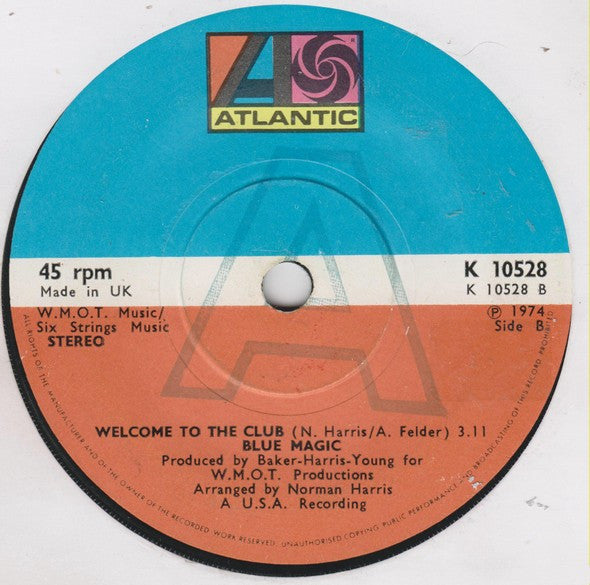 ATLANTIC
45 rpm
Made in UK
K 10528
K 10528 B
W.M.O.T. Music/
Six Strings Music
STEREO
℗ 1974
Side B
WELCOME TO THE CLUB (N. Harris/A. Felder) 3.11
BLUE MAGIC
Produced by Baker-Harris-Young for
W.M.O.T. Productions
Arranged by Norman Harris
A U.S.A. Recording
ALL RIGHTS OF THE MANUFACTURER AND OF THE OWNER OF THE RECORDED WORK RESERVED. UNAUTHORISED COPYING PUBLIC PERFORMANCE AND BROADCASTING OF THIS RECORD PROHIBITED